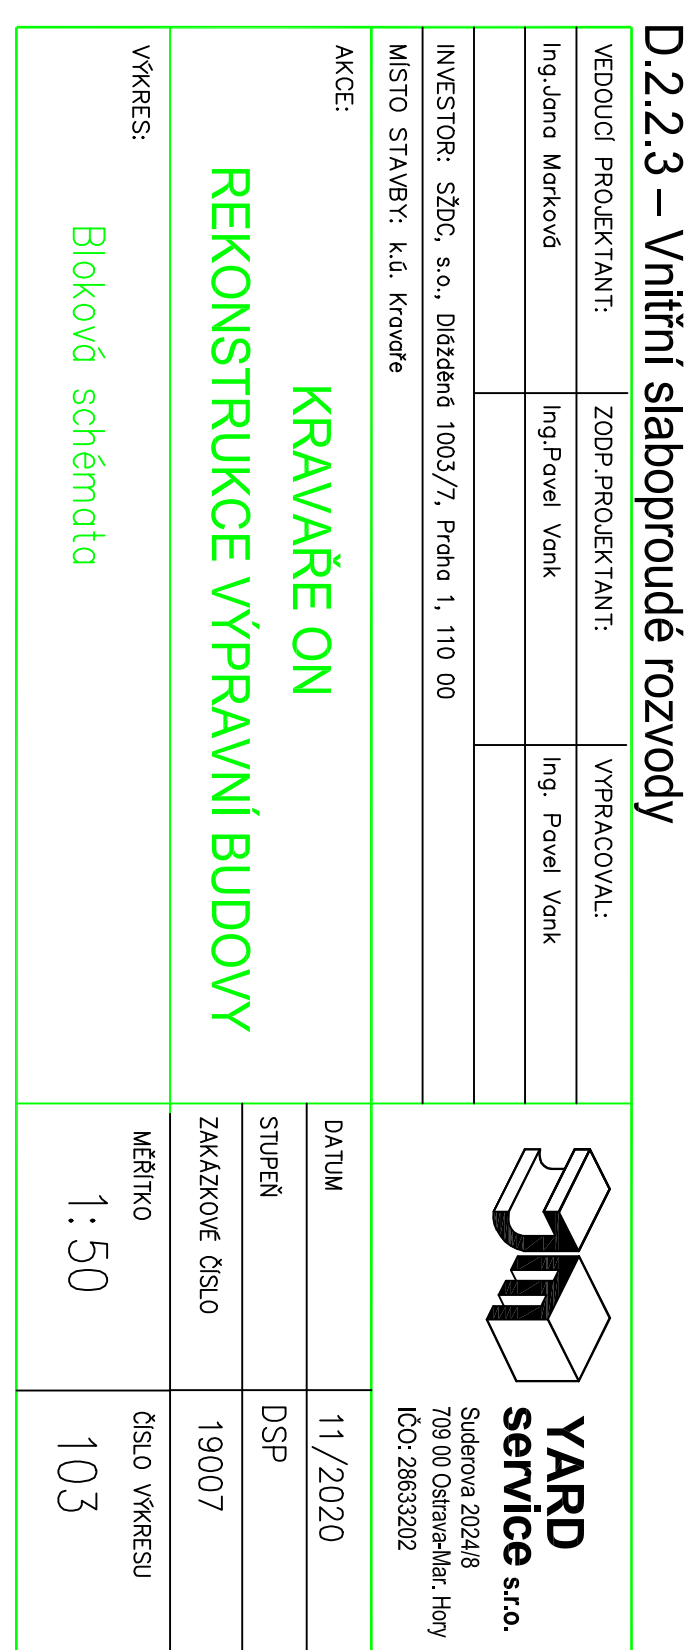 D.2.2.3 – Vnitřní slaboproudé rozvody
VEDOUCÍ PROJEKTANT:
ZODP.PROJEKTANT:
VYPRACOVAL:
Ing.Jana Marková
Ing.Pavel Vank
Ing. Pavel Vank
INVESTOR: SŽDC, s.o., Dlážděná 1003/7, Praha 1, 110 00
MÍSTO STAVBY: k.ú. Kravaře
YARD
service s.r.o.
Suderova 2024/8
709 00 Ostrava-Mar. Hory
IČO: 28633202
AKCE:
KRAVAŘE ON
REKONSTRUKCE VÝPRAVNÍ BUDOVY
DATUM
11/2020
STUPEŇ
DSP
ZAKÁZKOVÉ ČÍSLO
19007
VÝKRES:
Bloková schémata
MĚŘÍTKO
1:50
ČÍSLO VÝKRESU
103